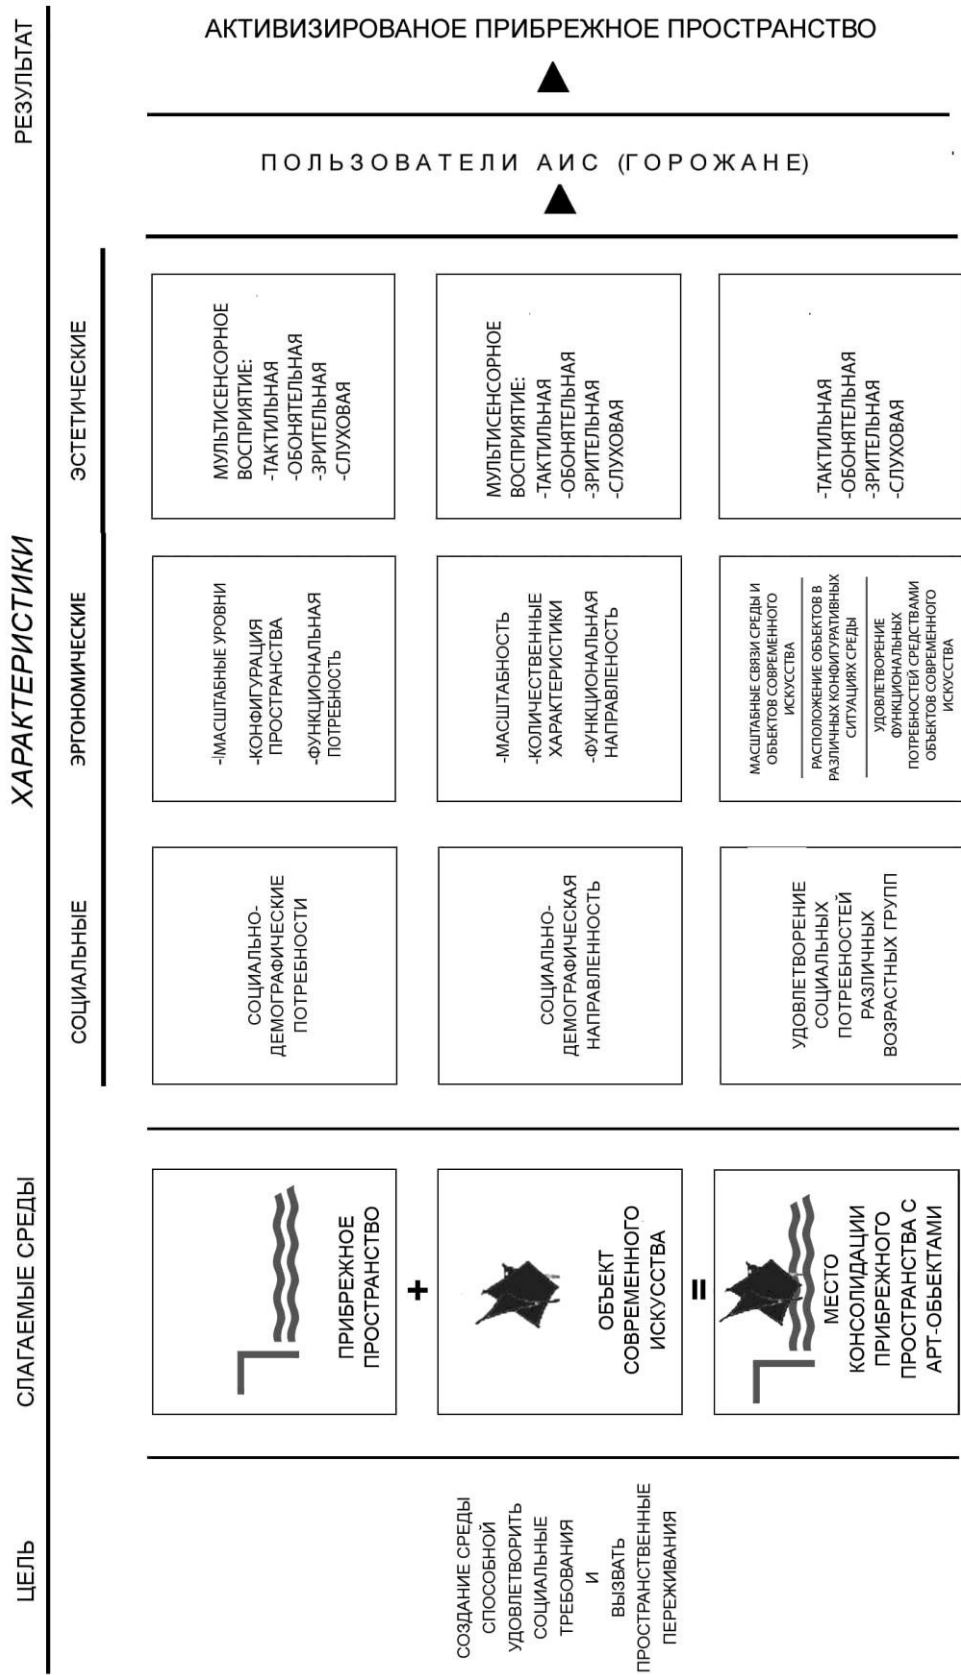 ЦЕЛЬ
СЛАГАЕМЫЕ СРЕДЫ
ХАРАКТЕРИСТИКИ
РЕЗУЛЬТАТ
СОЦИАЛЬНЫЕ
ЭРГОНОМИЧЕСКИЕ
ЭСТЕТИЧЕСКИЕ
СОЗДАНИЕ СРЕДЫ
СПОСОБНОЙ
УДОВЛЕТВОРИТЬ
СОЦИАЛЬНЫЕ
ТРЕБОВАНИЯ
И
ВЫЗВАТЬ
ПРОСТРАНСТВЕННЫЕ
ПЕРЕЖИВАНИЯ
ПРИБРЕЖНОЕ
ПРОСТРАНСТВО
+
ОБЪЕКТ
СОВРЕМЕННОГО
ИСКУССТВА
=
МЕСТО
КОНСОЛИДАЦИИ
ПРИБРЕЖНОГО
ПРОСТРАНСТВА С
АРТ-ОБЬЕКТАМИ
СОЦИАЛЬНО-
ДЕМОГРАФИЧЕСКИЕ
ПОТРЕБНОСТИ
СОЦИАЛЬНО-
ДЕМОГРАФИЧЕСКАЯ
НАПРАВЛЕННОСТЬ
УДОВЛЕТВОРЕНИЕ
СОЦИАЛЬНЫХ
ПОТРЕБНОСТЕЙ
РАЗЛИЧНЫХ
ВОЗРАСТНЫХ ГРУПП
-МАСШТАБНЫЕ УРОВНИ
-КОНФИГУРАЦИЯ
ПРОСТРАНСТВА
-ФУНКЦИОНАЛЬНАЯ
ПОТРЕБНОСТЬ
-МАСШТАБНОСТЬ
-КОЛИЧЕСТВЕННЫЕ
ХАРАКТЕРИСТИКИ
-ФУНКЦИОНАЛЬНАЯ
НАПРАВЛЕНОСТЬ
МАСШТАБНЫЕ СВЯЗИ СРЕДЫ И
ОБЪЕКТОВ СОВРЕМЕННОГО
ИСКУССТВА
РАСПОЛОЖЕНИЕ ОБЪЕКТОВ В
РАЗЛИЧНЫХ КОНФИГУРАТИВНЫХ
СИТУАЦИЯХ СРЕДЫ
УДОВЛЕТВОРЕНИЕ
ФУНКЦИОНАЛЬНЫХ
ПОТРЕБНОСТЕЙ СРЕДСТВАМИ
ОБЪЕКТОВ СОВРЕМЕННОГО
ИСКУССТВА
МУЛЬТИСЕНСОРНОЕ
ВОСПРИЯТИЕ:
-ТАКТИЛЬНАЯ
-ОБОНЯТЕЛЬНАЯ
-ЗРИТЕЛЬНАЯ
-СЛУХОВАЯ
МУЛЬТИСЕНСОРНОЕ
ВОСПРИЯТИЕ:
-ТАКТИЛЬНАЯ
-ОБОНЯТЕЛЬНАЯ
-ЗРИТЕЛЬНАЯ
-СЛУХОВАЯ
-ТАКТИЛЬНАЯ
-ОБОНЯТЕЛЬНАЯ
-ЗРИТЕЛЬНАЯ
-СЛУХОВАЯ
ПОЛЬЗОВАТЕЛИ АИС (ГОРОЖАНЕ)
АКТИВИЗИРОВАНОЕ ПРИБРЕЖНОЕ ПРОСТРАНСТВО